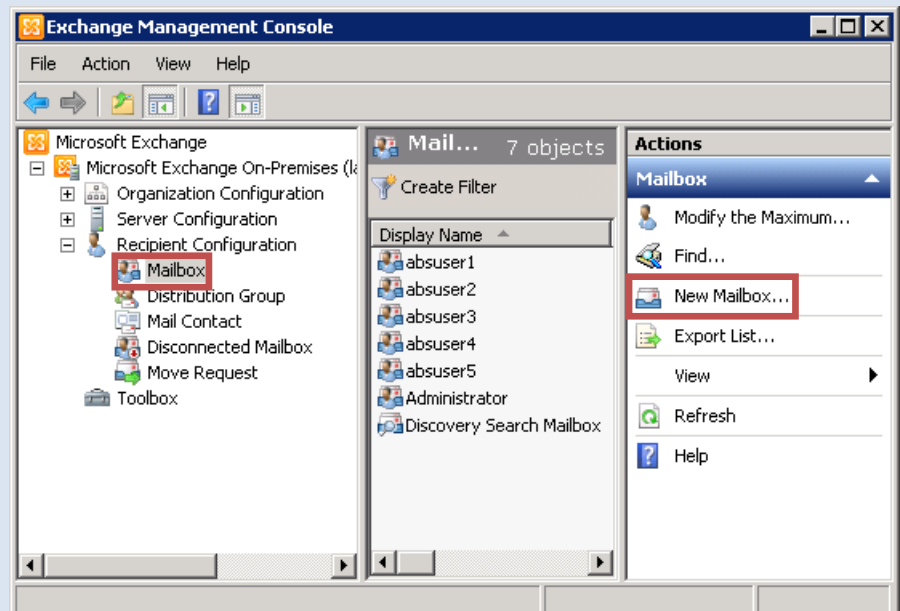 Exchange Management Console
File Action View Help
Microsoft Exchange
Microsoft Exchange On-Premises (l
Organization Configuration
Server Configuration
Recipient Configuration
Mailbox
Distribution Group
Mail Contact
Disconnected Mailbox
Move Request
Toolbox
Mail... 7 objects
Create Filter
Display Name
absuser1
absuser2
absuser3
absuser4
absuser5
Administrator
Discovery Search Mailbox
Actions
Mailbox
Modify the Maximum...
Find...
New Mailbox...
Export List...
View
Refresh
Help